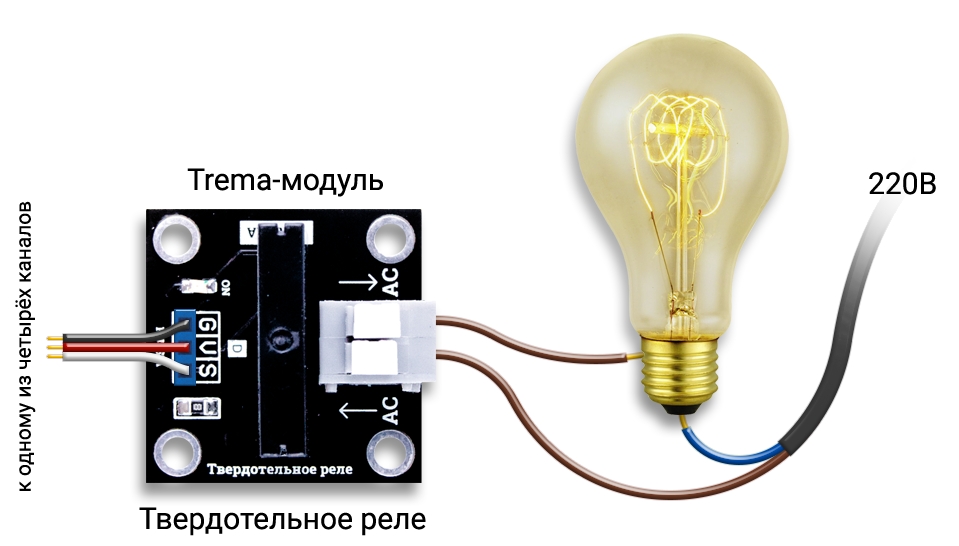 Trema-модуль
220В
к одному из четырёх каналов
A
ON
AC
G
V
S
D
R
AC
Твердотельное реле
Твердотельное реле